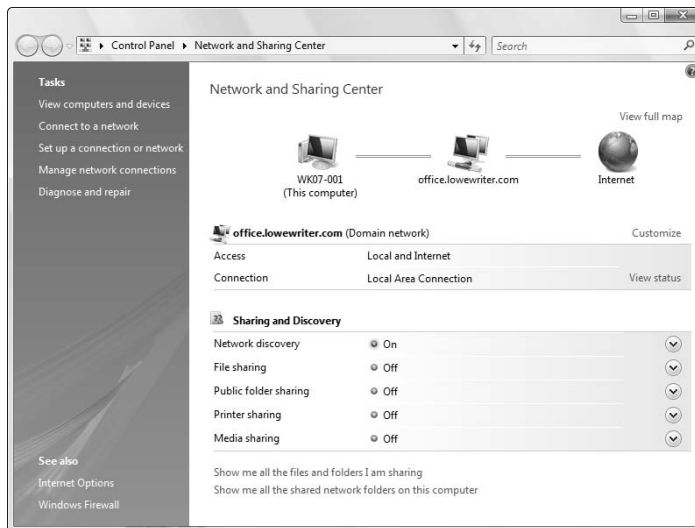 Control Panel ▸ Network and Sharing Center
Search
Tasks
View computers and devices
Connect to a network
Set up a connection or network
Manage network connections
Diagnose and repair
See also
Internet Options
Windows Firewall
Network and Sharing Center
View full map
WK07-001
(This computer)
office.lowewriter.com
Internet
office.lowewriter.com (Domain network)
Customize
Access Local and Internet
Connection Local Area Connection View status
Sharing and Discovery
Network discovery On
File sharing Off
Public folder sharing Off
Printer sharing Off
Media sharing Off
Show me all the files and folders I am sharing
Show me all the shared network folders on this computer